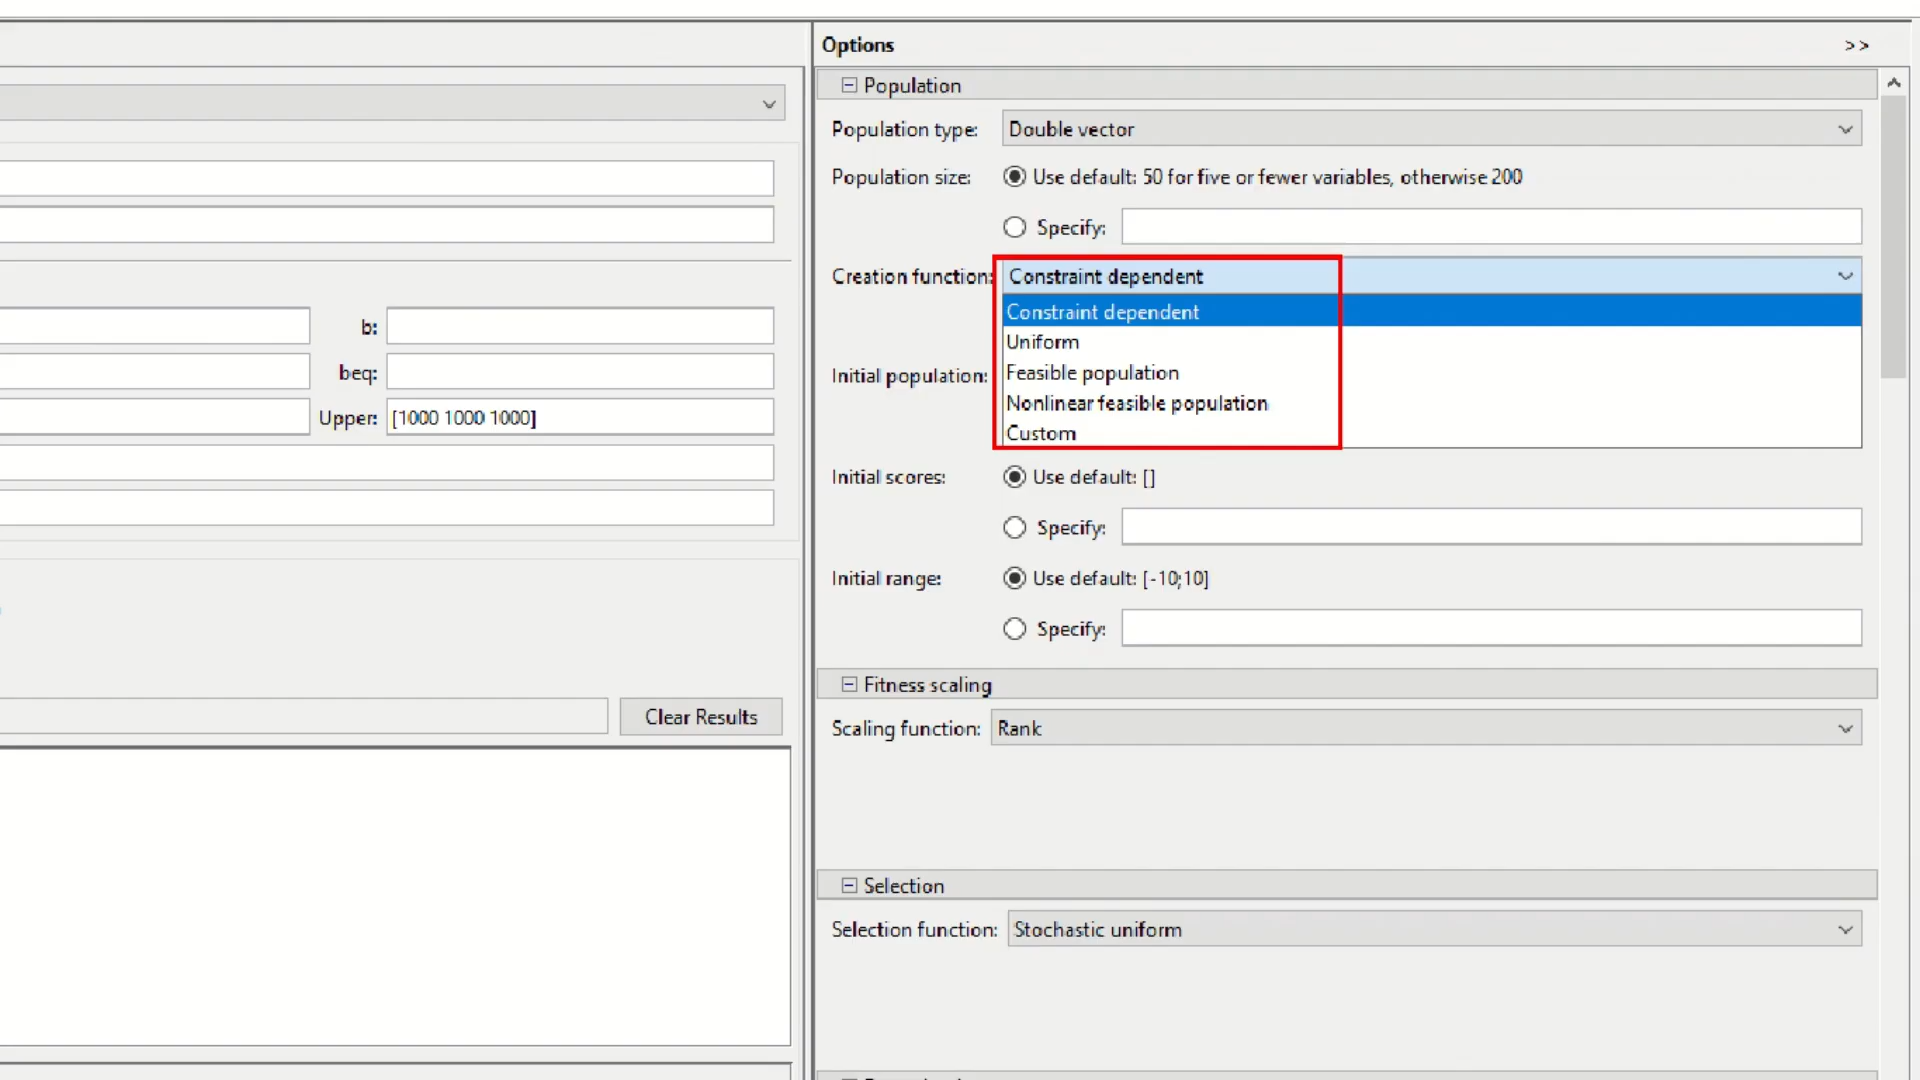 Options
>>
Population
Population type: Double vector
Population size: Use default: 50 for five or fewer variables, otherwise 200
Specify:
Creation function: Constraint dependent
Constraint dependent
Uniform
Feasible population
Nonlinear feasible population
Custom
Initial population:
Initial scores: Use default: []
Specify:
Initial range: Use default: [-10;10]
Specify:
Fitness scaling
Scaling function: Rank
Selection
Selection function: Stochastic uniform
b:
beq:
Upper: [1000 1000 1000]
Clear Results